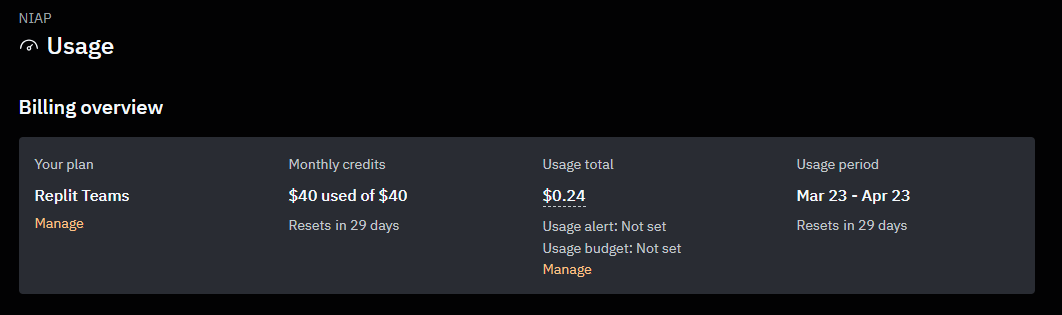 NIAP
Usage
Billing overview
Your plan
Replit Teams
Manage
Monthly credits
$40 used of $40
Resets in 29 days
Usage total
$0.24
Usage alert: Not set
Usage budget: Not set
Manage
Usage period
Mar 23 - Apr 23
Resets in 29 days